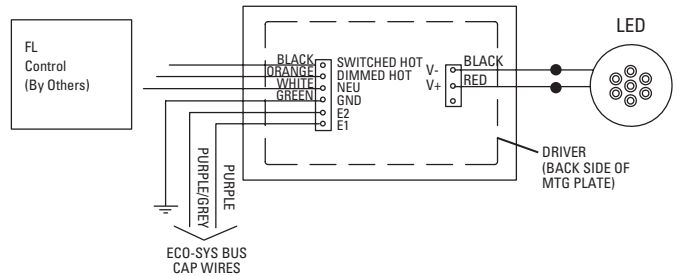 FL
Control
(By Others)
BLACK
ORANGE
WHITE
GREEN
SWITCHED HOT
DIMMED HOT
NEU
GND
E2
E1
V-
V+
BLACK
RED
LED
DRIVER
(BACK SIDE OF
MTG PLATE)
PURPLE/GREY
PURPLE
ECO-SYS BUS
CAP WIRES